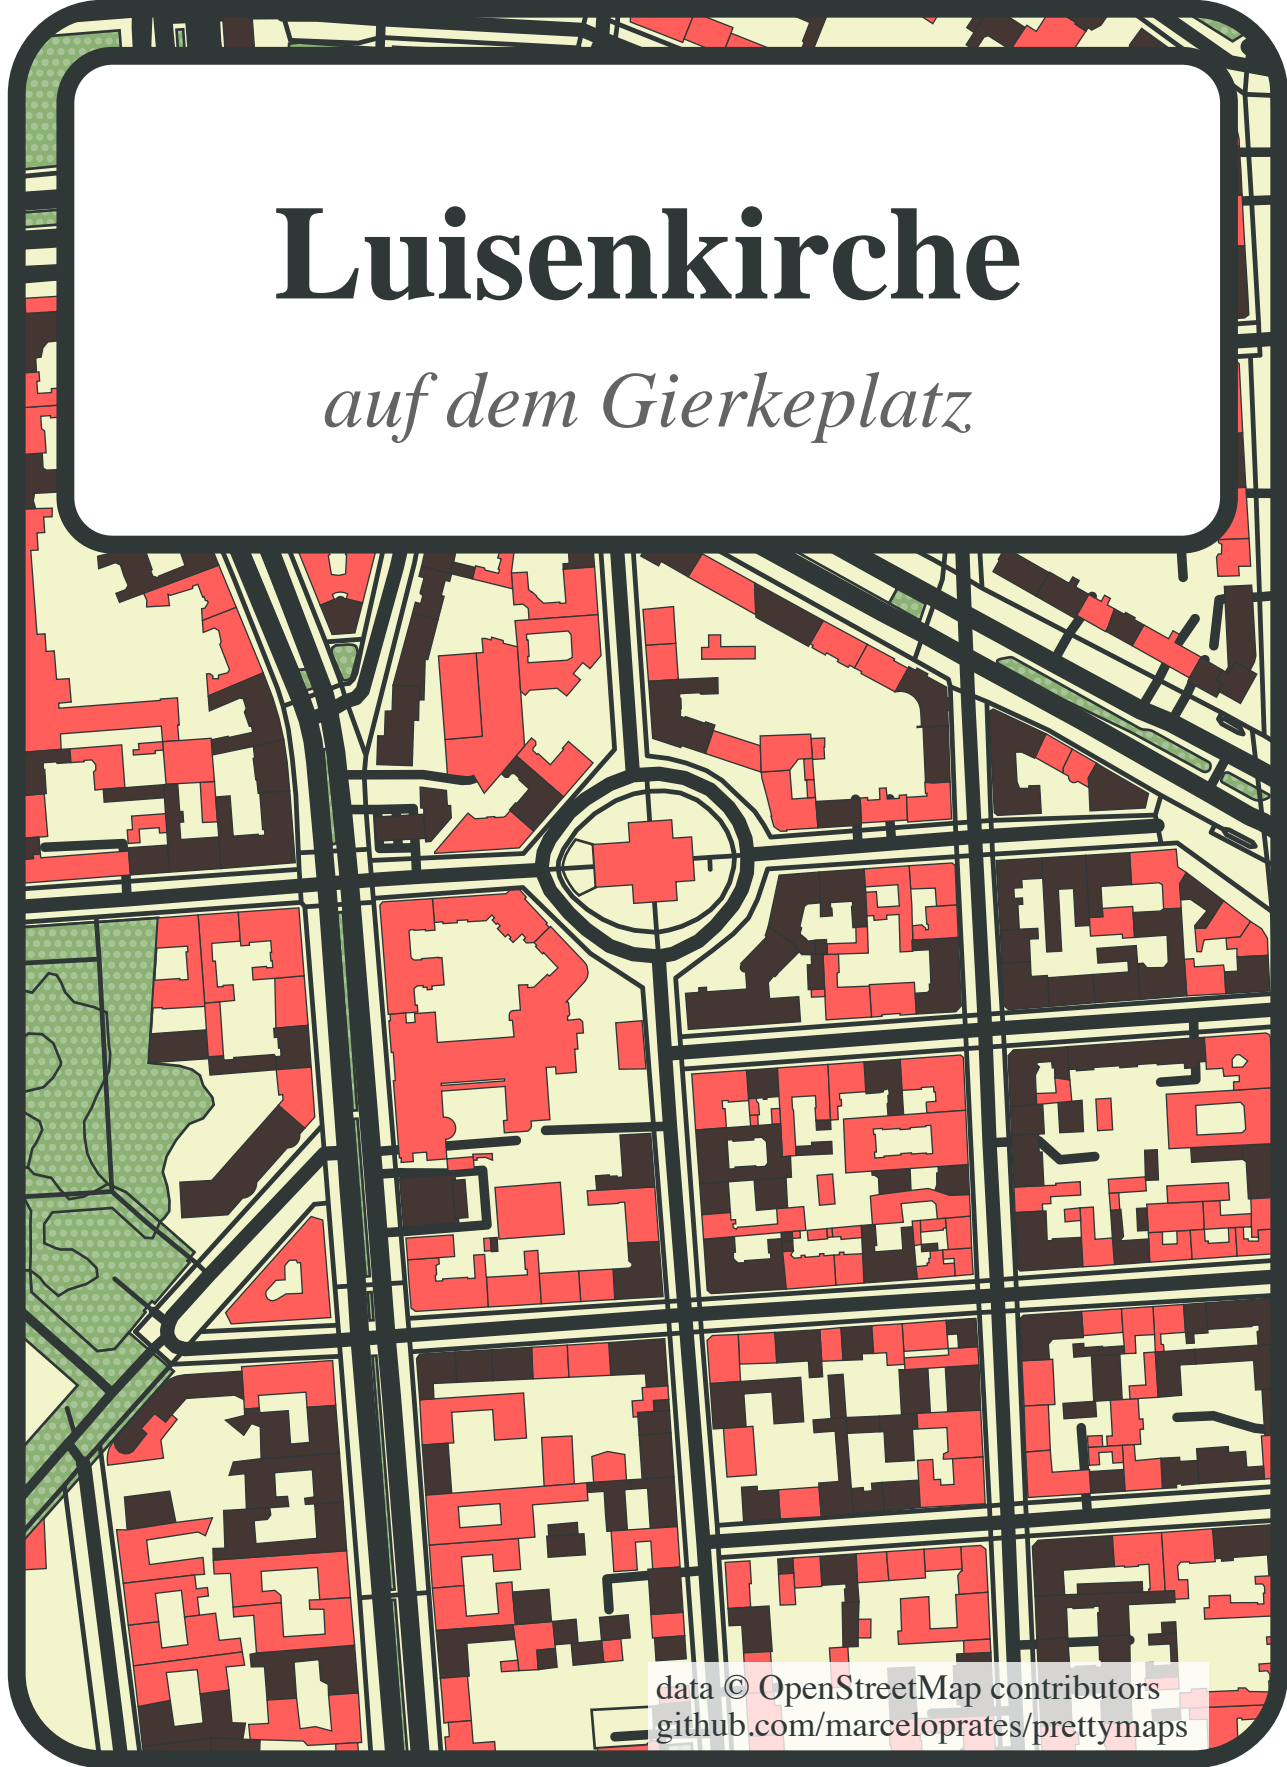 Luisenkirche
auf dem Gierkeplatz
data © OpenStreetMap contributors
github.com/marceloprates/prettymaps